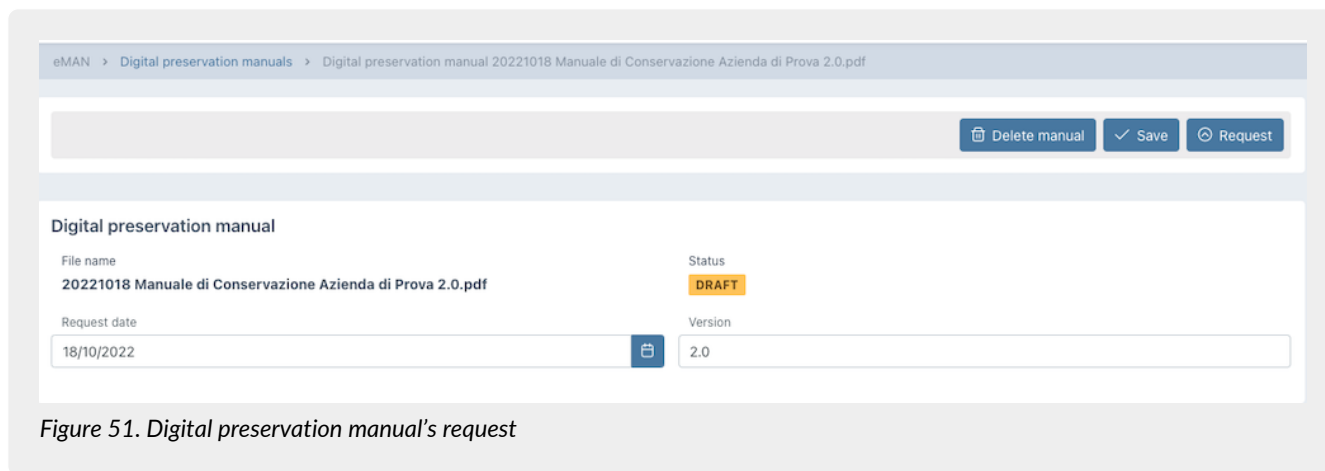 eMAN > Digital preservation manuals > Digital preservation manual 20221018 Manuale di Conservazione Azienda di Prova 2.0.pdf
Delete manual Save Request
Digital preservation manual
File name Status
20221018 Manuale di Conservazione Azienda di Prova 2.0.pdf DRAFT
Request date Version
18/10/2022 2.0
Figure 51. Digital preservation manual’s request